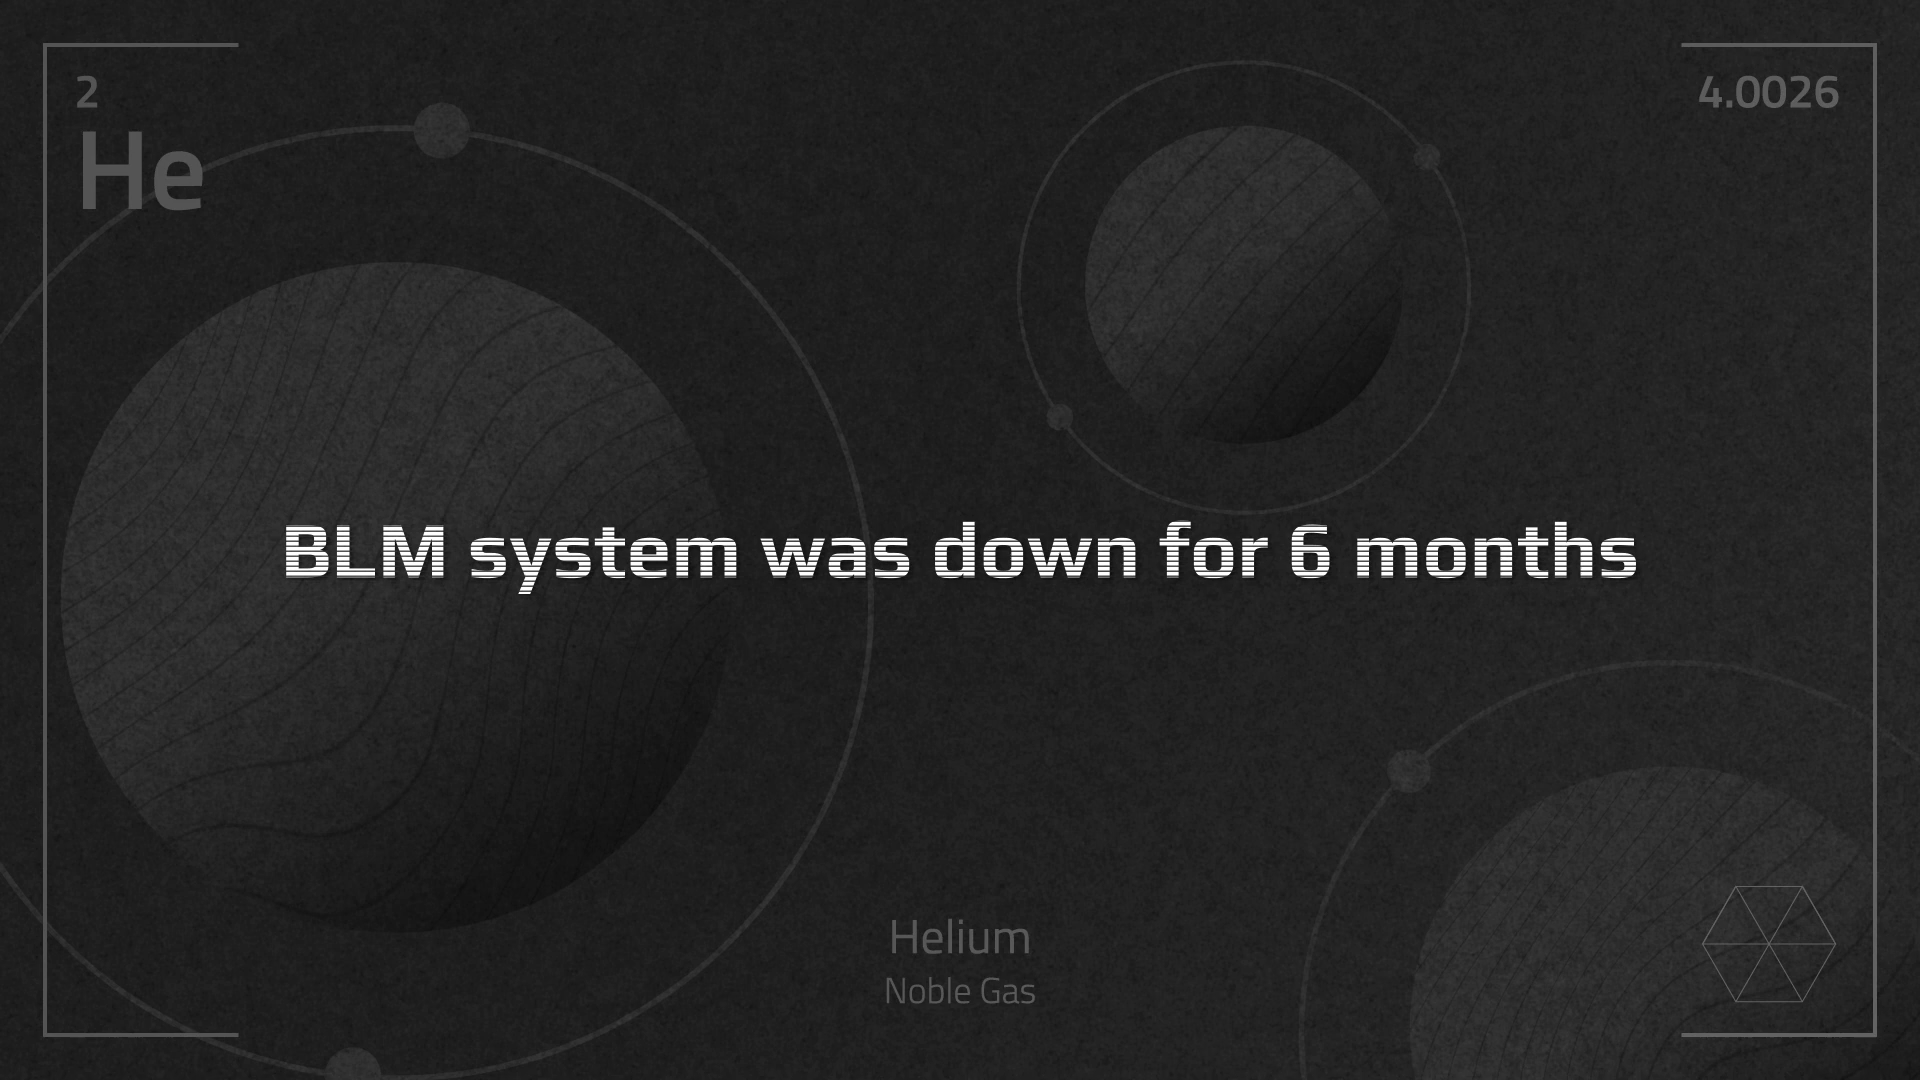 2
He
4.0026
BLM system was down for 6 months
Helium
Noble Gas